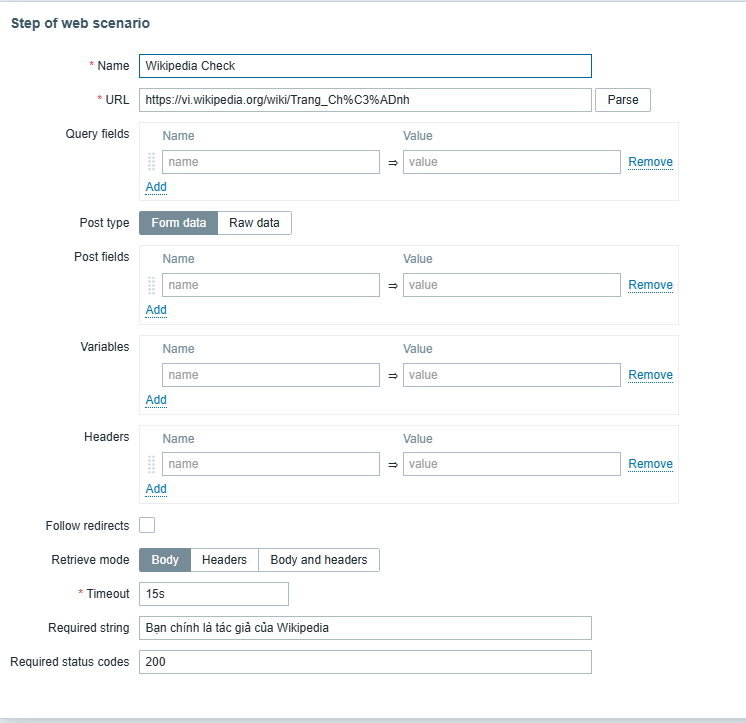 Step of web scenario
* Name Wikipedia Check
* URL https://vi.wikipedia.org/wiki/Trang_Ch%C3%ADnh Parse
Query fields Name Value
name ⇒ value Remove
Add
Post type Form data Raw data
Post fields Name Value
name ⇒ value Remove
Add
Variables Name Value
name ⇒ value Remove
Add
Headers Name Value
name ⇒ value Remove
Add
Follow redirects
Retrieve mode Body Headers Body and headers
* Timeout 15s
Required string Bạn chính là tác giả của Wikipedia
Required status codes 200